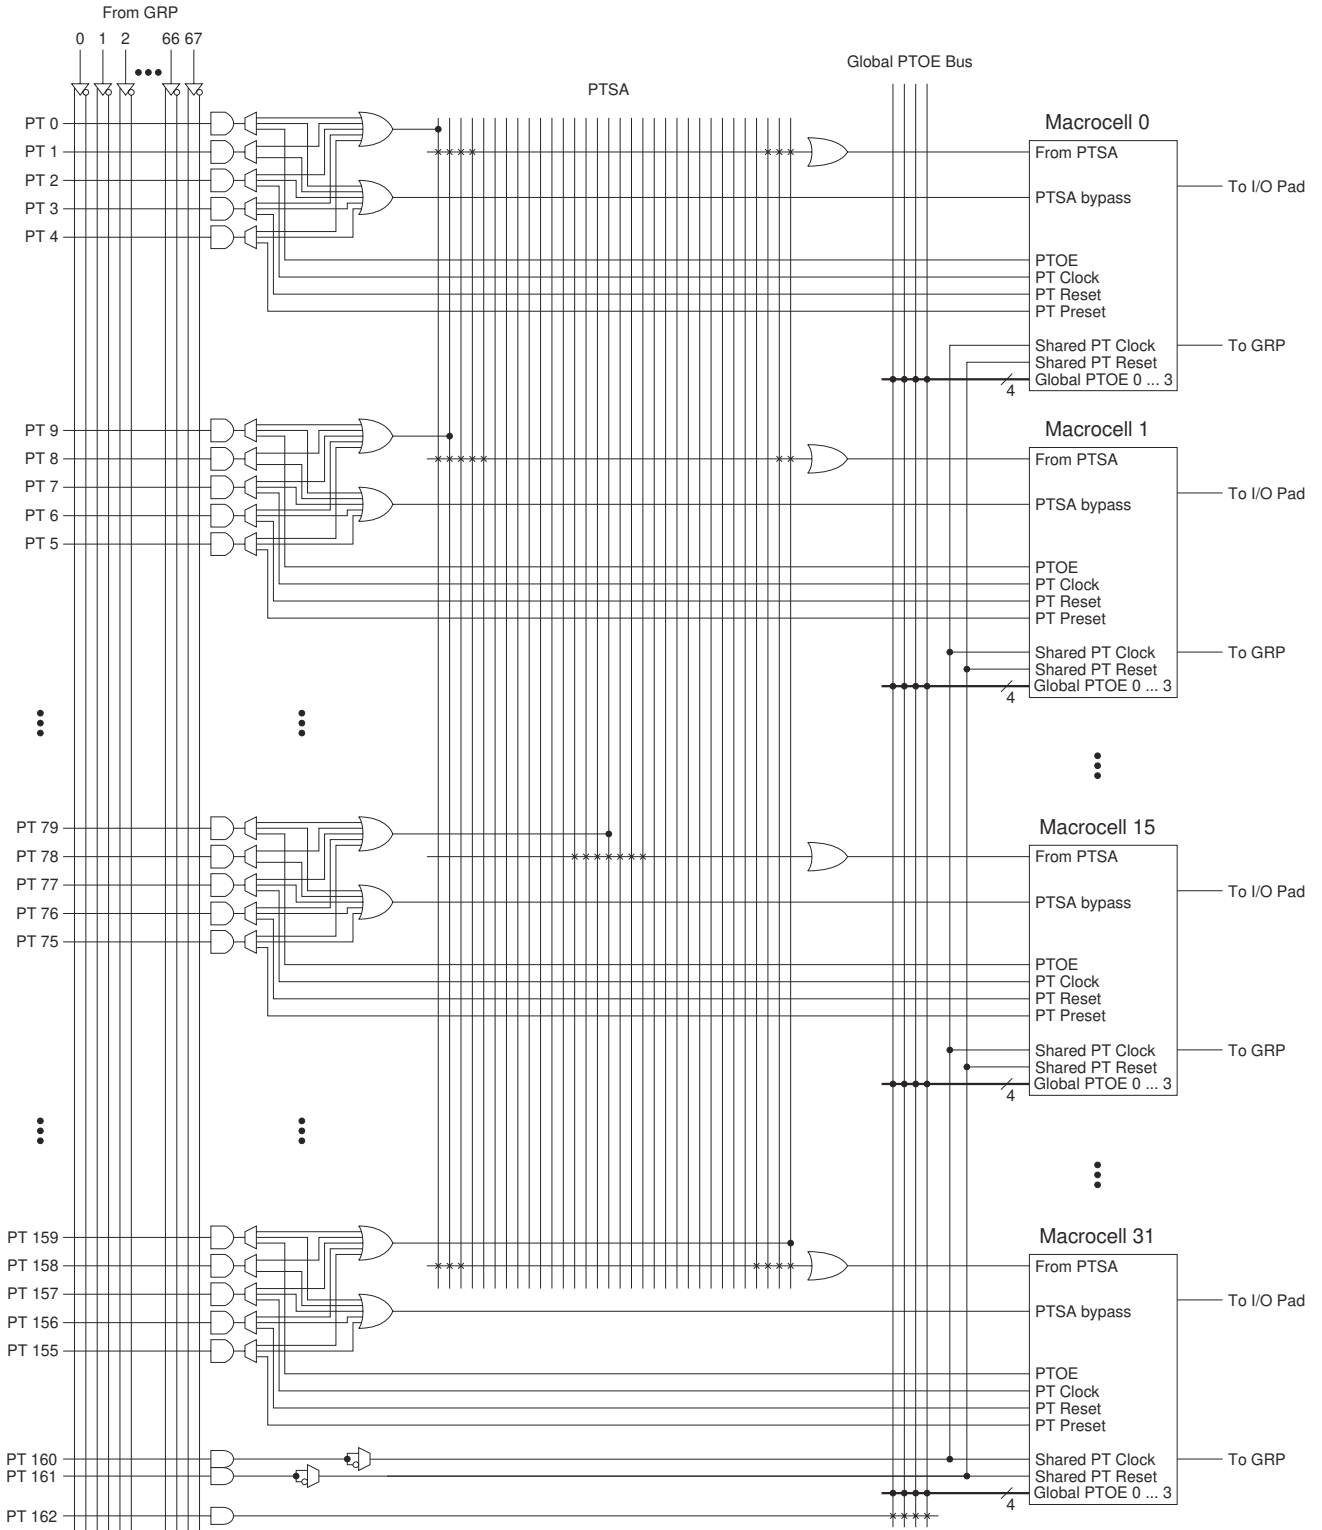 From GRP
0 1 2 66 67
Global PTOE Bus
PTSA
PT 0
PT 1
PT 2
PT 3
PT 4
Macrocell 0
From PTSA
PTSA bypass
PTOE
PT Clock
PT Reset
PT Preset
Shared PT Clock
Shared PT Reset
Global PTOE 0 ... 3
4
To I/O Pad
To GRP
PT 9
PT 8
PT 7
PT 6
PT 5
Macrocell 1
From PTSA
PTSA bypass
PTOE
PT Clock
PT Reset
PT Preset
Shared PT Clock
Shared PT Reset
Global PTOE 0 ... 3
4
To I/O Pad
To GRP
PT 79
PT 78
PT 77
PT 76
PT 75
Macrocell 15
From PTSA
PTSA bypass
PTOE
PT Clock
PT Reset
PT Preset
Shared PT Clock
Shared PT Reset
Global PTOE 0 ... 3
4
To I/O Pad
To GRP
PT 159
PT 158
PT 157
PT 156
PT 155
Macrocell 31
From PTSA
PTSA bypass
PTOE
PT Clock
PT Reset
PT Preset
Shared PT Clock
Shared PT Reset
Global PTOE 0 ... 3
4
To I/O Pad
To GRP
PT 160
PT 161
PT 162